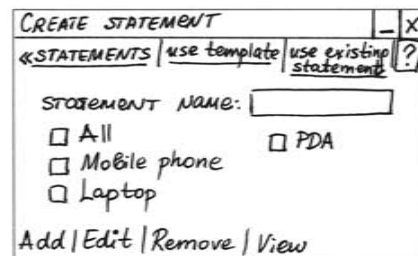 CREATE STATEMENT _ X
«STATEMENTS | use template | use existing statement ?
STATEMENT NAME:
All
PDA
Mobile phone
Laptop
Add | Edit | Remove | View